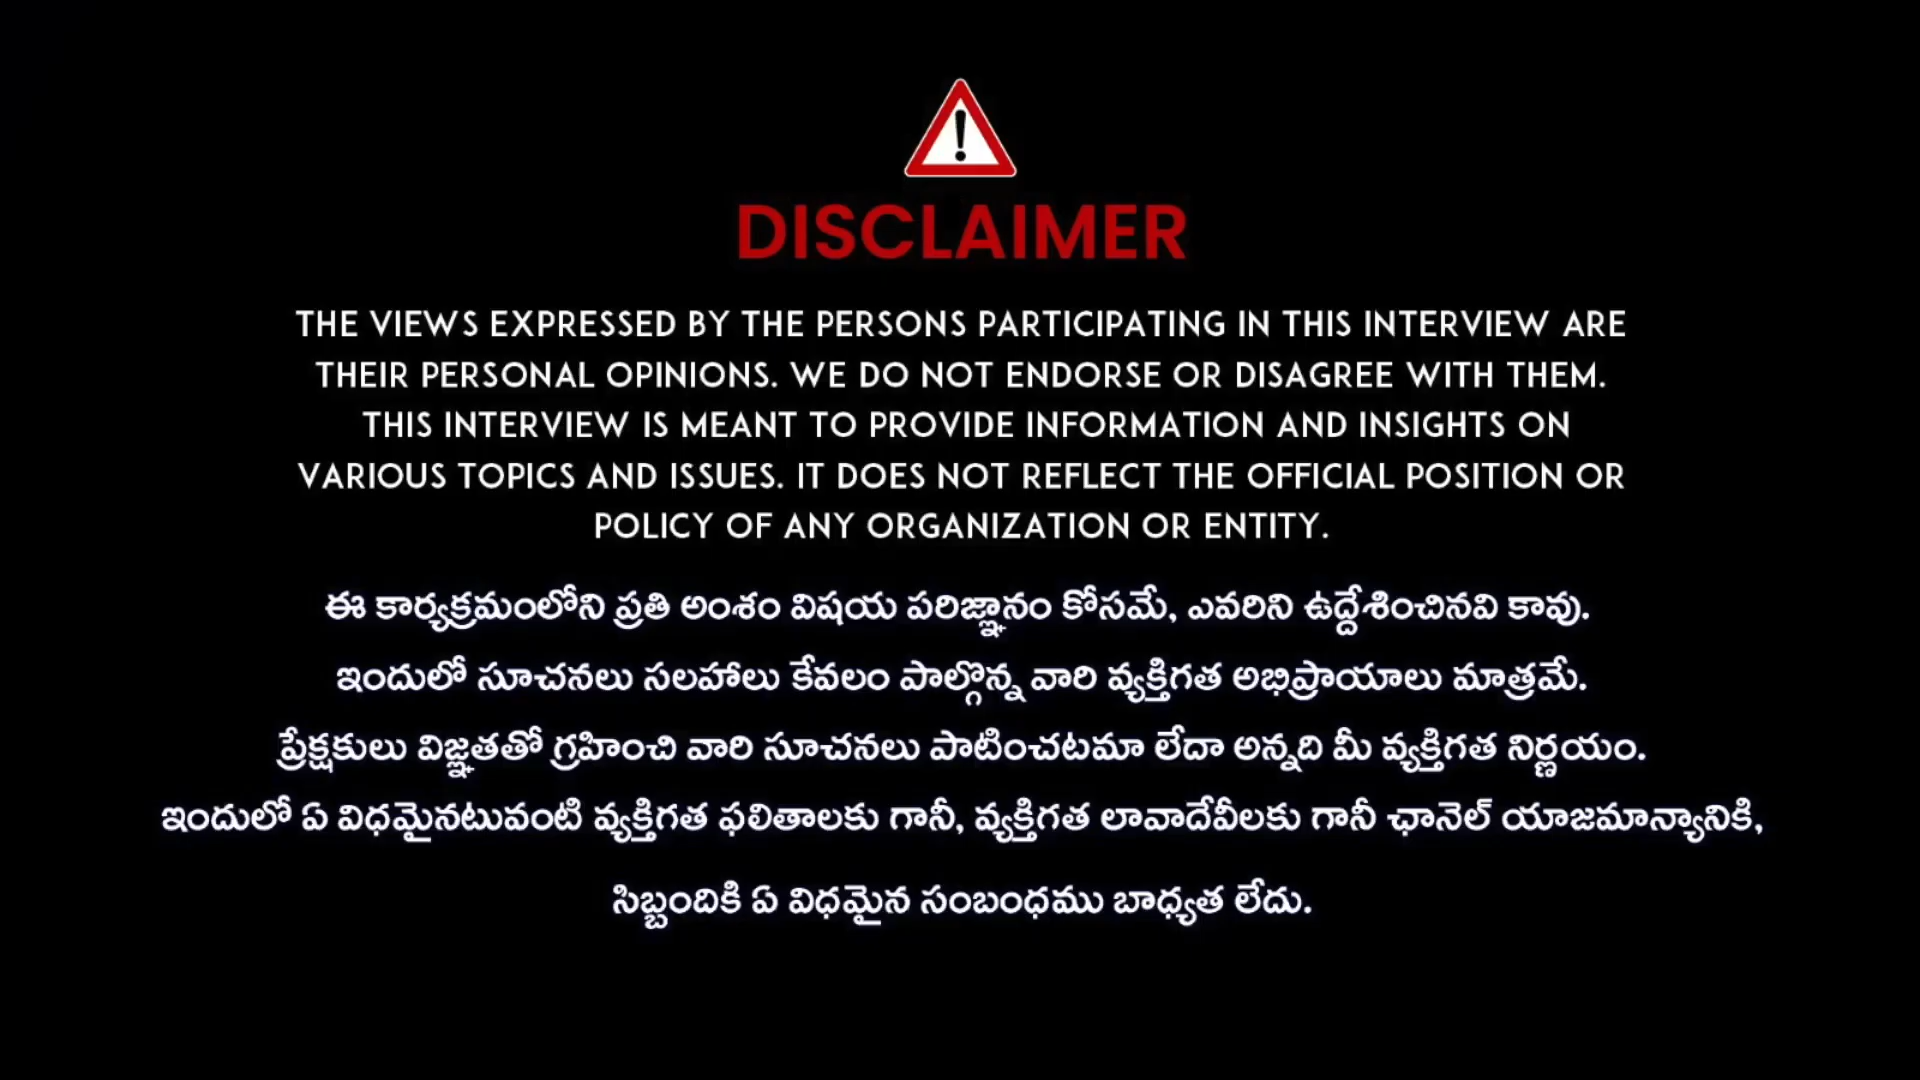 DISCLAIMER
THE VIEWS EXPRESSED BY THE PERSONS PARTICIPATING IN THIS INTERVIEW ARE
THEIR PERSONAL OPINIONS. WE DO NOT ENDORSE OR DISAGREE WITH THEM.
THIS INTERVIEW IS MEANT TO PROVIDE INFORMATION AND INSIGHTS ON
VARIOUS TOPICS AND ISSUES. IT DOES NOT REFLECT THE OFFICIAL POSITION OR
POLICY OF ANY ORGANIZATION OR ENTITY.
ఈ కార్యక్రమంలోని ప్రతి అంశం విషయ పరిజ్ఞానం కోసమే, ఎవరిని ఉద్దేశించినవి కావు.
ఇందులో సూచనలు సలహాలు కేవలం పాల్గొన్న వారి వ్యక్తిగత అభిప్రాయాలు మాత్రమే.
ప్రేక్షకులు విజ్ఞతతో గ్రహించి వారి సూచనలు పాటించటమా లేదా అన్నది మీ వ్యక్తిగత నిర్ణయం.
ఇందులో ఏ విధమైనటువంటి వ్యక్తిగత ఫలితాలకు గానీ, వ్యక్తిగత లావాదేవీలకు గానీ ఛానెల్ యాజమాన్యానికి,
సిబ్బందికి ఏ విధమైన సంబంధము బాధ్యత లేదు.